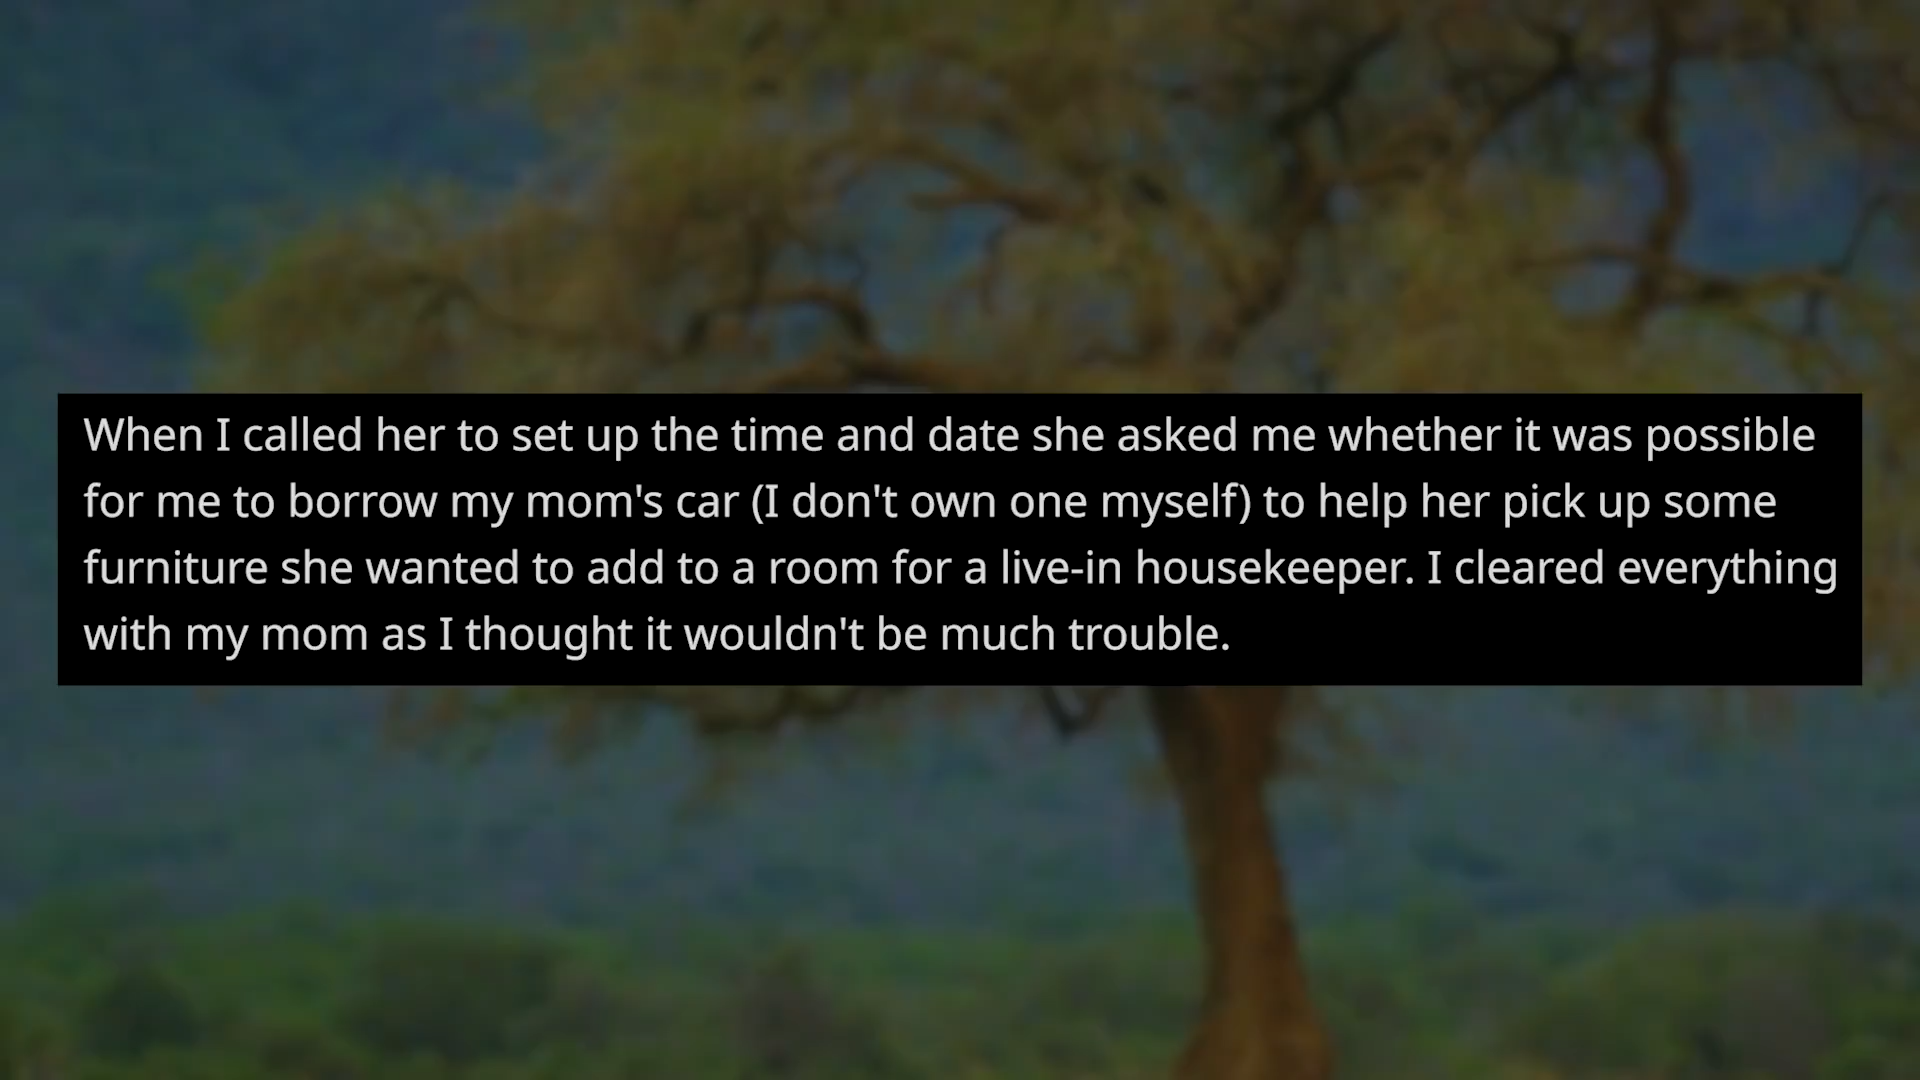 When I called her to set up the time and date she asked me whether it was possible
for me to borrow my mom's car (I don't own one myself) to help her pick up some
furniture she wanted to add to a room for a live-in housekeeper. I cleared everything
with my mom as I thought it wouldn't be much trouble.